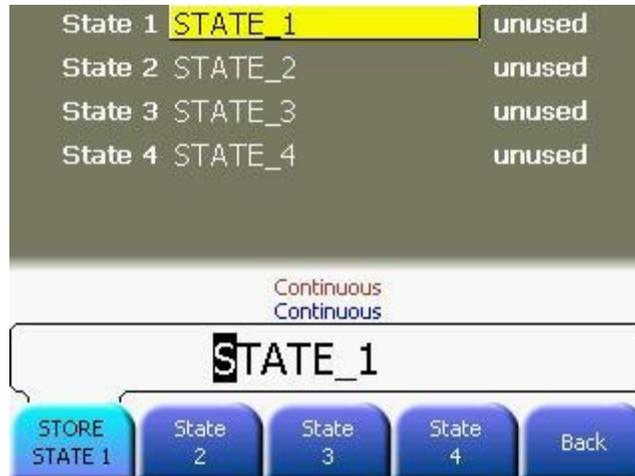 State 1 STATE_1 unused
State 2 STATE_2 unused
State 3 STATE_3 unused
State 4 STATE_4 unused
Continuous
Continuous
STATE_1
STORE STATE 1
State 2
State 3
State 4
Back